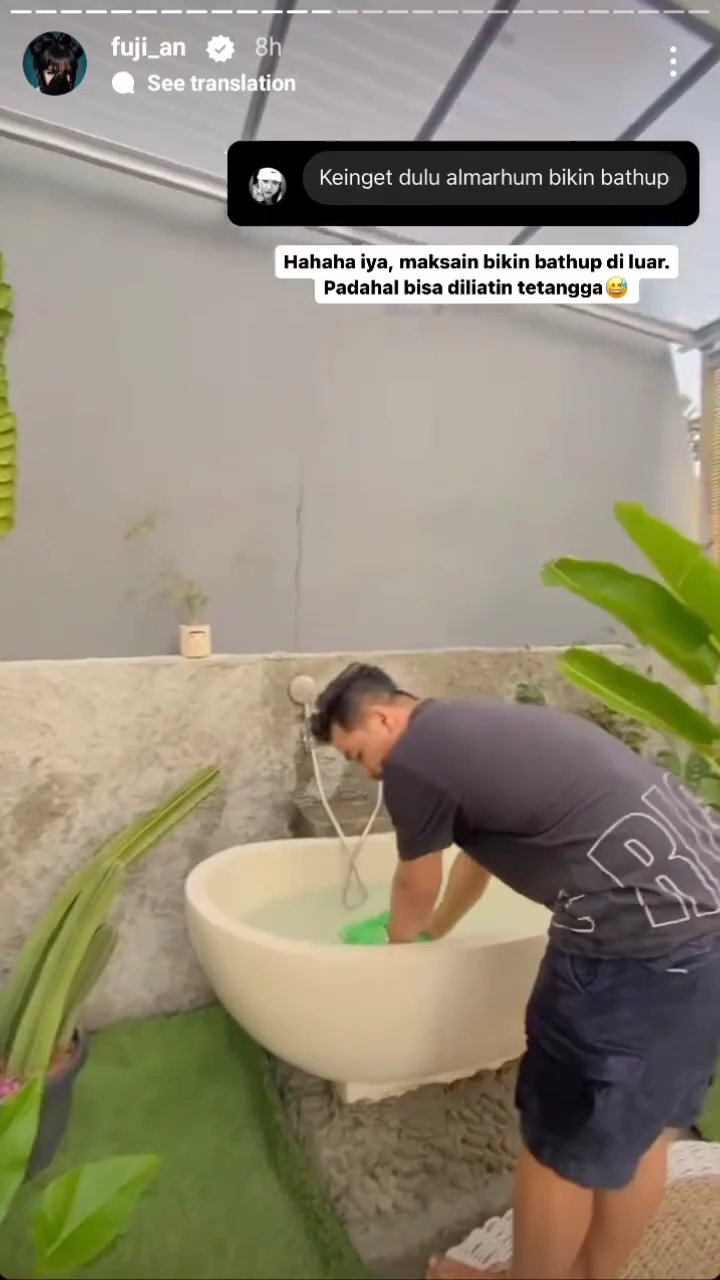 fuji_an 8h
See translation
Keinget dulu almarhum bikin bathup
Hahaha iya, maksain bikin bathup di luar.
Padahal bisa diliatin tetangga😅